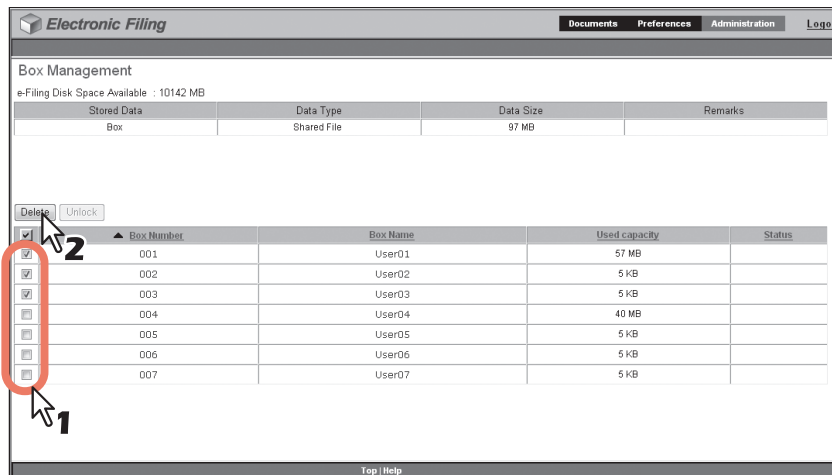 Electronic Filing Documents Preferences Administration Logo
Box Management
e-Filing Disk Space Available : 10142 MB
Stored Data Data Type Data Size Remarks
Box Shared File 97 MB
Delete Unlock
2
Box Number Box Name Used capacity Status
001 User01 57 MB
002 User02 5 KB
003 User03 5 KB
004 User04 40 MB
005 User05 5 KB
006 User06 5 KB
007 User07 5 KB
1
Top | Help